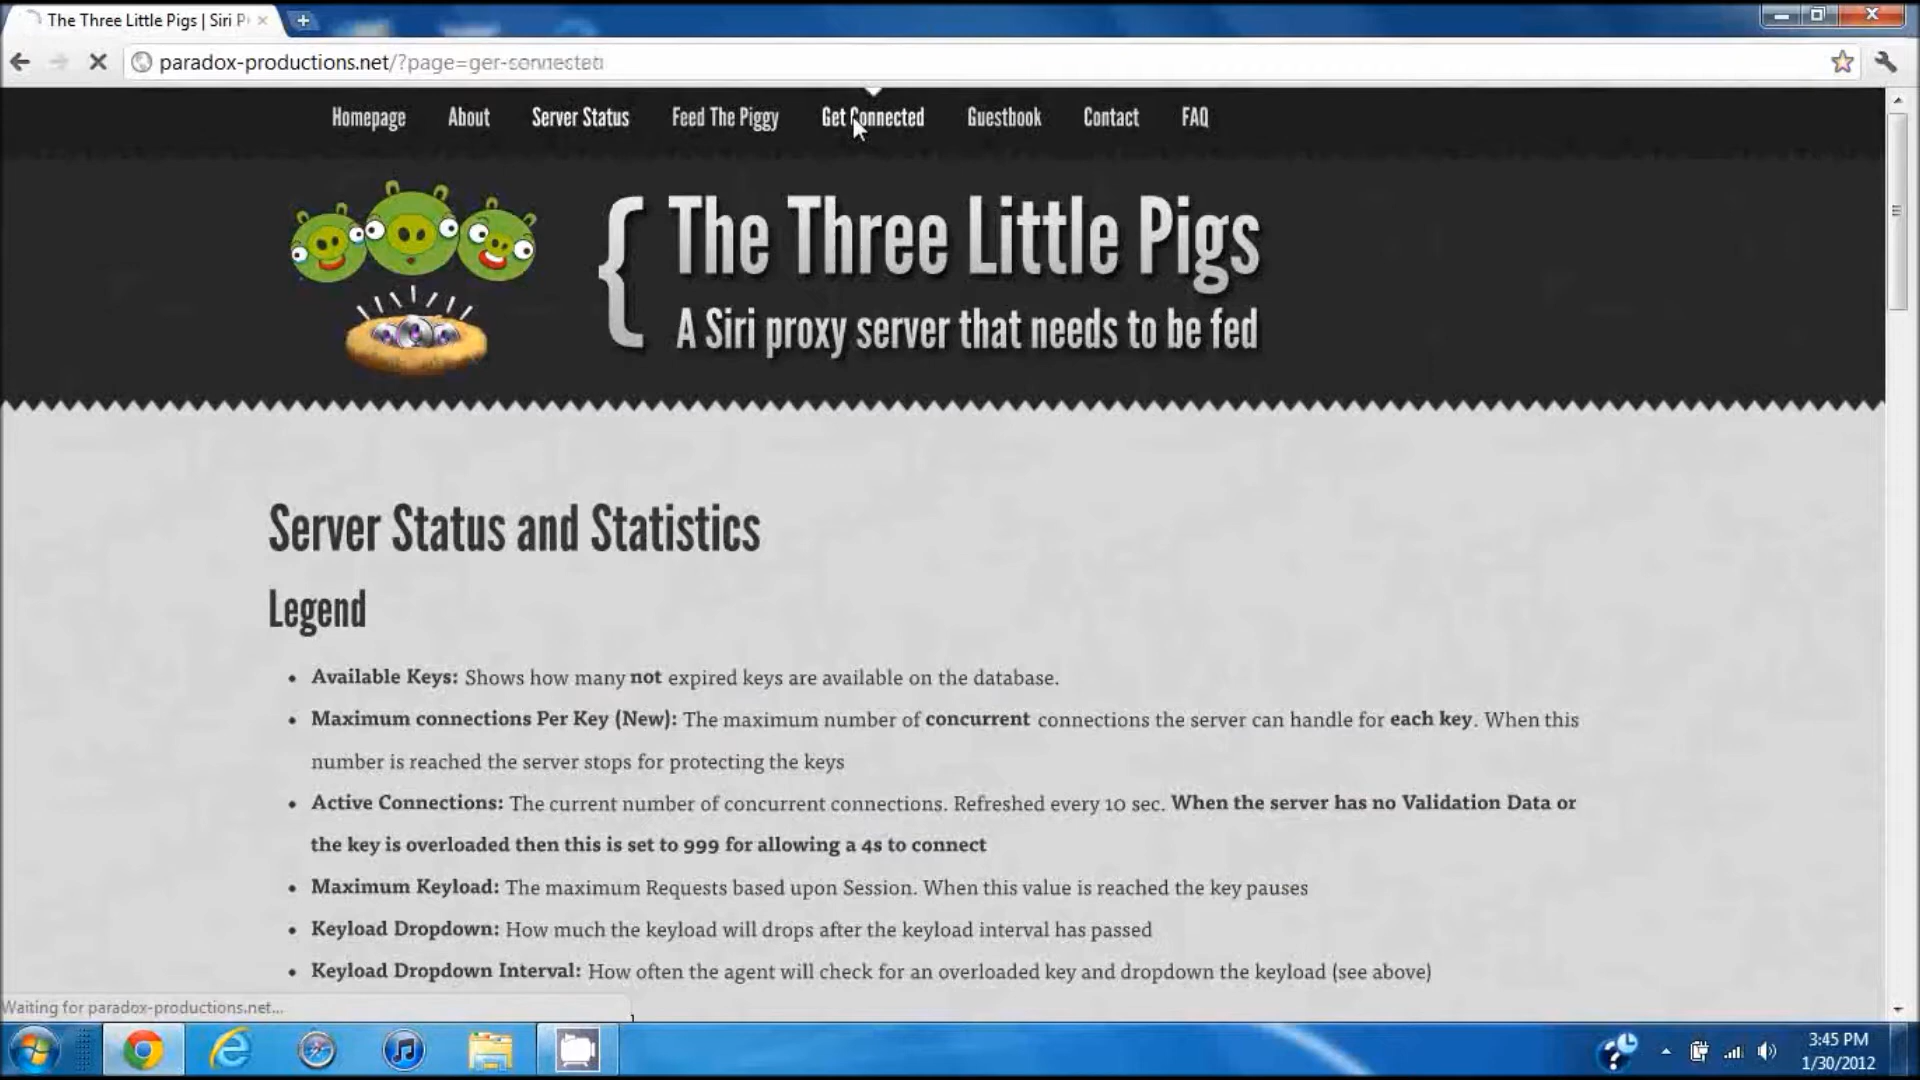 The Three Little Pigs | Siri P
paradox-productions.net/?page=
Homepage About Server Status Feed The Piggy Get Connected Guestbook Contact FAQ
{ The Three Little Pigs
A Siri proxy server that needs to be fed
Server Status and Statistics
Legend
• Available Keys: Shows how many not expired keys are available on the database.
• Maximum connections Per Key (New): The maximum number of concurrent connections the server can handle for each key. When this
number is reached the server stops for protecting the keys
• Active Connections: The current number of concurrent connections. Refreshed every 10 sec. When the server has no Validation Data or
the key is overloaded then this is set to 999 for allowing a 4s to connect
• Maximum Keyload: The maximum Requests based upon Session. When this value is reached the key pauses
• Keyload Dropdown: How much the keyload will drops after the keyload interval has passed
• Keyload Dropdown Interval: How often the agent will check for an overloaded key and dropdown the keyload (see above)
Waiting for paradox-productions.net...
3:45 PM
1/30/2012